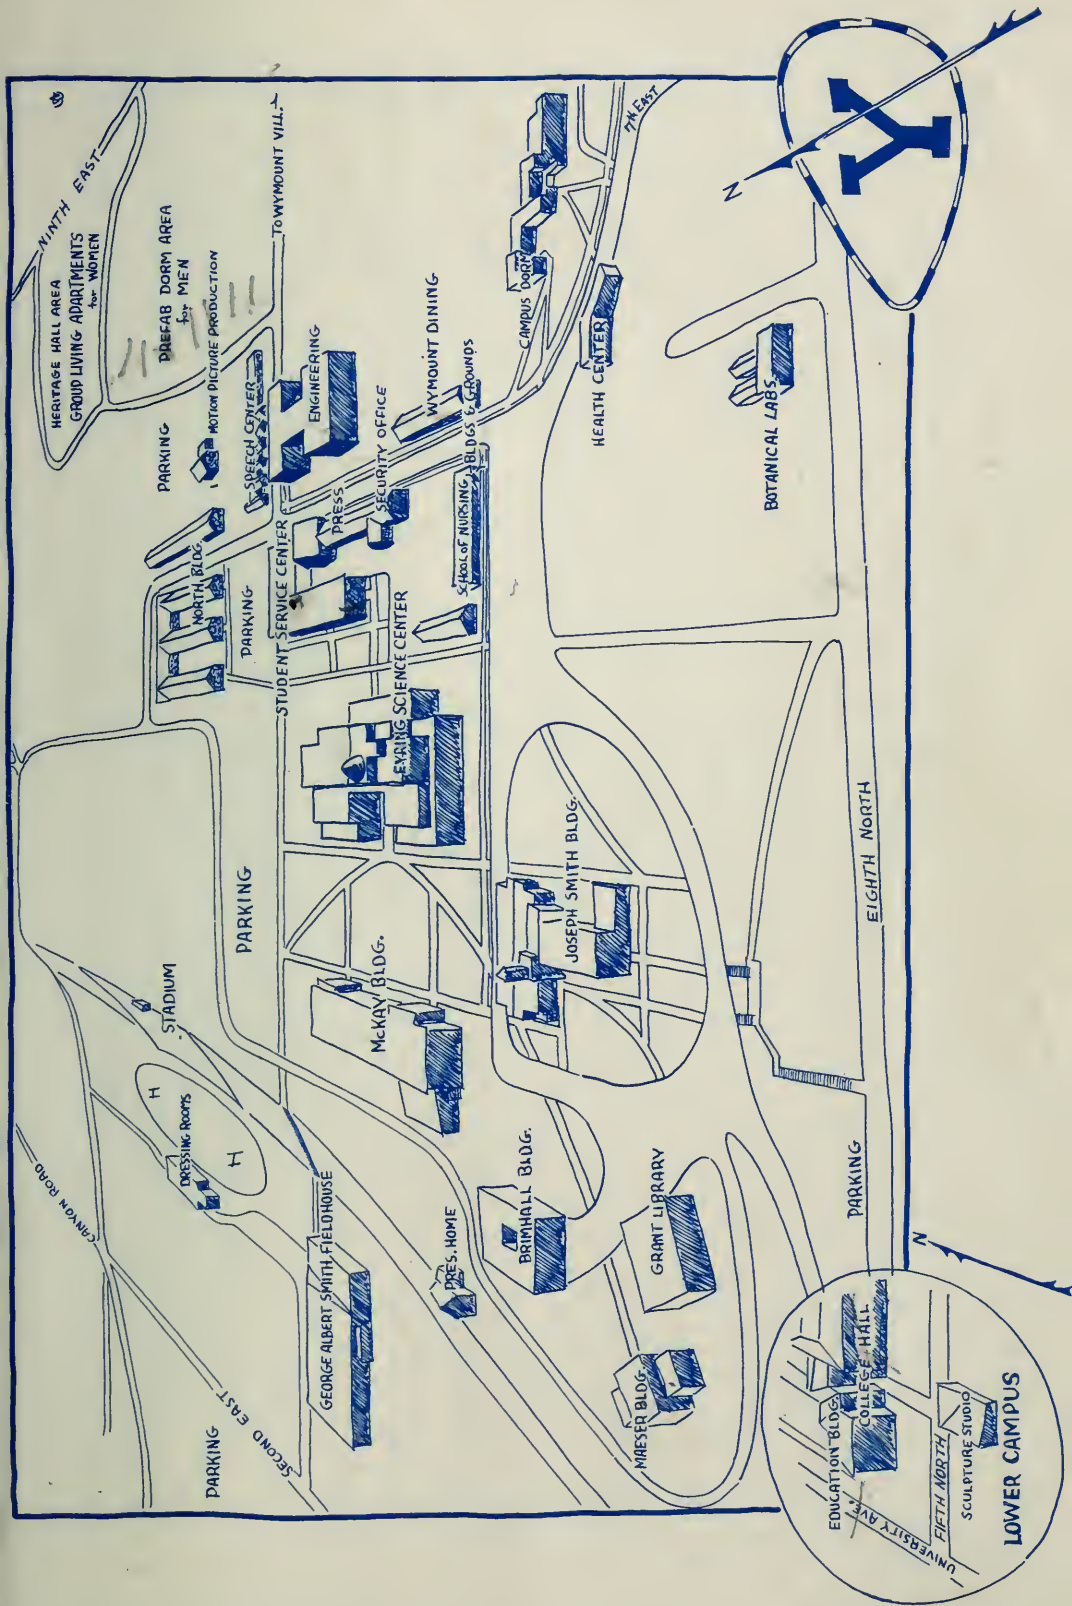 CANYON ROAD
SECOND EAST
PARKING
DRESSING ROOMS
H
H
STADIUM
GEORGE ALBERT SMITH FIELDHOUSE
PARKING
PARKING
NORTH BLDG.
PARKING
HERITAGE HALL AREA
GROUP LIVING APARTMENTS
for WOMEN
NINTH EAST
PREFAB DORM AREA
for MEN
MOTION PICTURE PRODUCTION
SPEECH CENTER
TO WYMOUNT VILL.
STUDENT SERVICE CENTER
ENGINEERING
PRESS
SECURITY OFFICE
WYMOUNT DINING
EYRING SCIENCE CENTER
SCHOOL OF NURSING
BLDGS & GROUNDS
McKAY BLDG.
PRES. HOME
BRIMHALL BLDG.
JOSEPH SMITH BLDG.
CAMPUS DORM
7TH EAST
HEALTH CENTER
MAESER BLDG.
GRANT LIBRARY
BOTANICAL LABS.
PARKING
EIGHTH NORTH
N
Y
N
EDUCATION BLDG.
COLLEGE HALL
UNIVERSITY AVE.
FIFTH NORTH
SCULPTURE STUDIO
LOWER CAMPUS